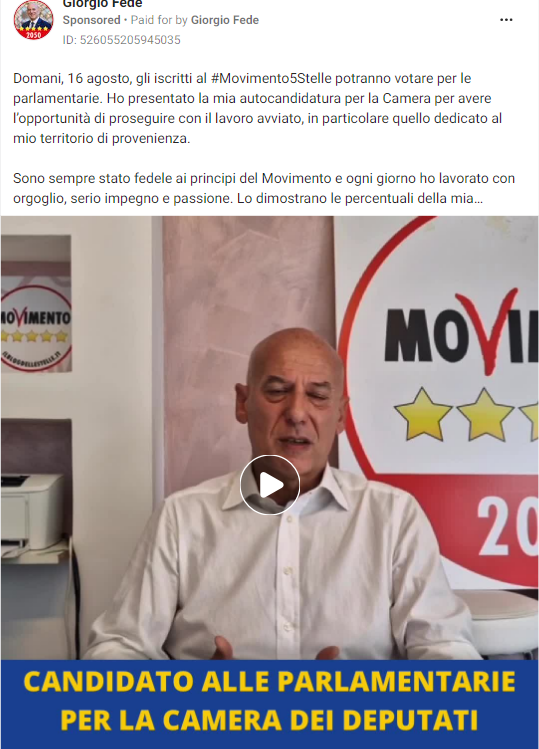 Giorgio Fede
Sponsored • Paid for by Giorgio Fede
ID: 526055205945035
2050
Domani, 16 agosto, gli iscritti al #Movimento5Stelle potranno votare per le
parlamentarie. Ho presentato la mia autocandidatura per la Camera per avere
l'opportunità di proseguire con il lavoro avviato, in particolare quello dedicato al
mio territorio di provenienza.
Sono sempre stato fedele ai principi del Movimento e ogni giorno ho lavorato con
orgoglio, serio impegno e passione. Lo dimostrano le percentuali della mia...
MOVIMENTO
ILBLOGDELLESTELLE.IT
MOVI
20
CANDIDATO ALLE PARLAMENTARIE
PER LA CAMERA DEI DEPUTATI